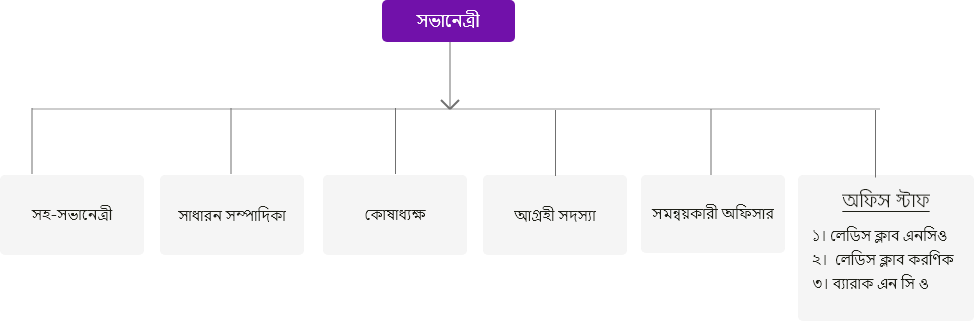 সভানেত্রী
সহ-সভানেত্রী
সাধারন সম্পাদিকা
কোষাধ্যক্ষ
আগ্রহী সদস্যা
সমন্বয়কারী অফিসার
অফিস স্টাফ
১। লেডিস ক্লাব এনসিও
২। লেডিস ক্লাব করণিক
৩। ব্যারাক এন সি ও